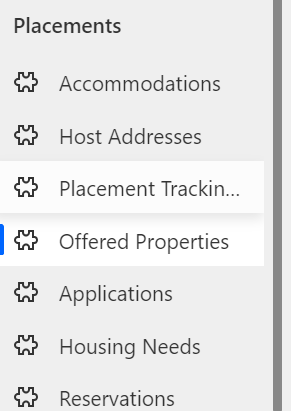 Placements
Accommodations
Host Addresses
Placement Trackin...
Offered Properties
Applications
Housing Needs
Reservations